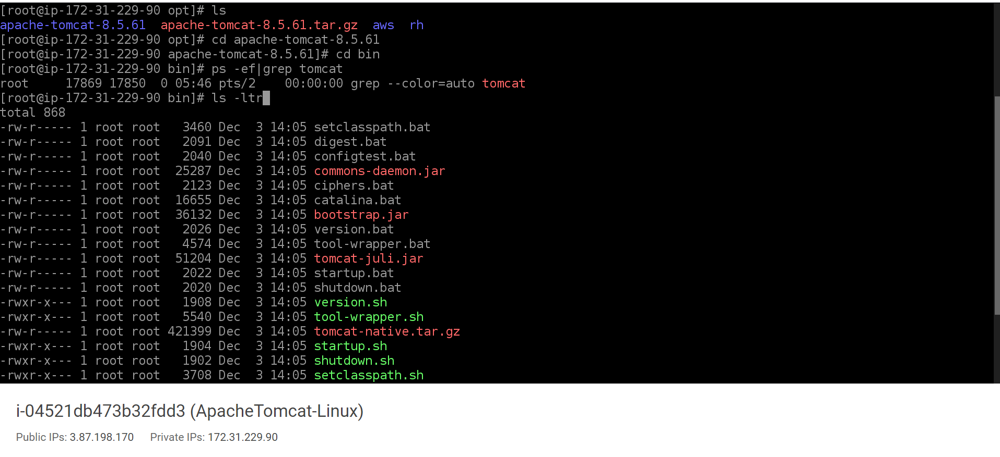 [root@ip-172-31-229-90 opt]# ls
apache-tomcat-8.5.61  apache-tomcat-8.5.61.tar.gz  aws  rh
[root@ip-172-31-229-90 opt]# cd apache-tomcat-8.5.61
[root@ip-172-31-229-90 apache-tomcat-8.5.61]# cd bin
[root@ip-172-31-229-90 bin]# ps -ef|grep tomcat
root     17869 17850  0 05:46 pts/2    00:00:00 grep --color=auto tomcat
[root@ip-172-31-229-90 bin]# ls -ltr
total 868
-rw-r----- 1 root root   3460 Dec  3 14:05 setclasspath.bat
-rw-r----- 1 root root   2091 Dec  3 14:05 digest.bat
-rw-r----- 1 root root   2040 Dec  3 14:05 configtest.bat
-rw-r----- 1 root root  25287 Dec  3 14:05 commons-daemon.jar
-rw-r----- 1 root root   2123 Dec  3 14:05 ciphers.bat
-rw-r----- 1 root root  16655 Dec  3 14:05 catalina.bat
-rw-r----- 1 root root  36132 Dec  3 14:05 bootstrap.jar
-rw-r----- 1 root root   2026 Dec  3 14:05 version.bat
-rw-r----- 1 root root   4574 Dec  3 14:05 tool-wrapper.bat
-rw-r----- 1 root root  51204 Dec  3 14:05 tomcat-juli.jar
-rw-r----- 1 root root   2022 Dec  3 14:05 startup.bat
-rw-r----- 1 root root   2020 Dec  3 14:05 shutdown.bat
-rwxr-x--- 1 root root   1908 Dec  3 14:05 version.sh
-rwxr-x--- 1 root root   5540 Dec  3 14:05 tool-wrapper.sh
-rw-r----- 1 root root 421399 Dec  3 14:05 tomcat-native.tar.gz
-rwxr-x--- 1 root root   1904 Dec  3 14:05 startup.sh
-rwxr-x--- 1 root root   1902 Dec  3 14:05 shutdown.sh
-rwxr-x--- 1 root root   3708 Dec  3 14:05 setclasspath.sh
i-04521db473b32fdd3 (ApacheTomcat-Linux)
Public IPs: 3.87.198.170    Private IPs: 172.31.229.90